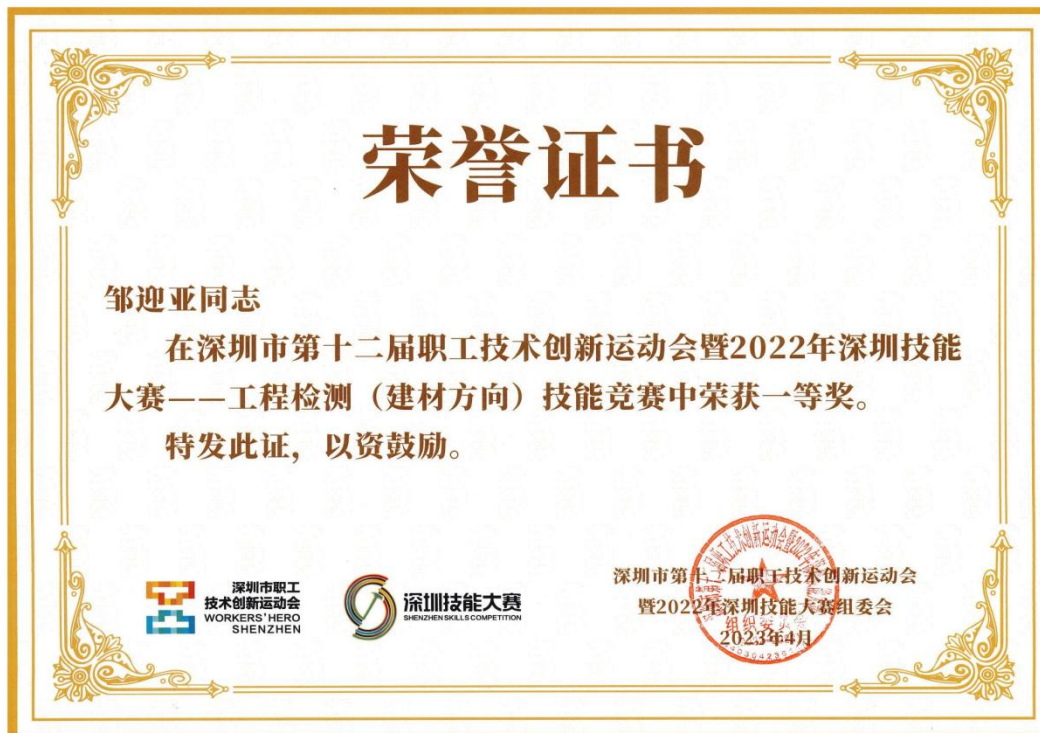 荣誉证书
邹迎亚同志
在深圳市第十二届职工技术创新运动会暨2022年深圳技能
大赛——工程检测（建材方向）技能竞赛中荣获一等奖。
特发此证，以资鼓励。
深圳市职工
技术创新运动会
WORKERS'HERO
SHENZHEN
深圳技能大赛
SHENZHEN SKILLS COMPETITION
深圳市第十二届职工技术创新运动会
暨2022年深圳技能大赛组委会
2023年4月